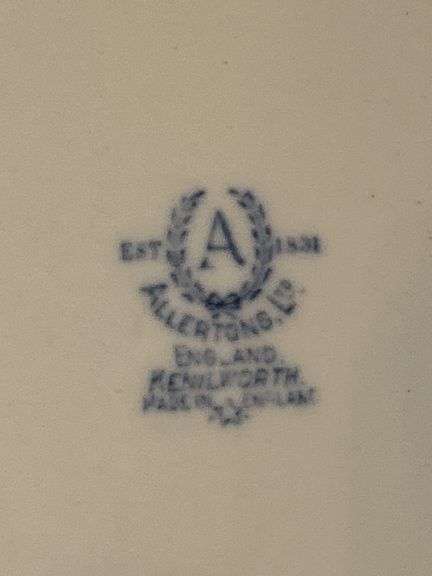 A
EST 1831
ALLERTONS, LTD.
ENGLAND.
KENILWORTH.
MADE IN ENGLAND